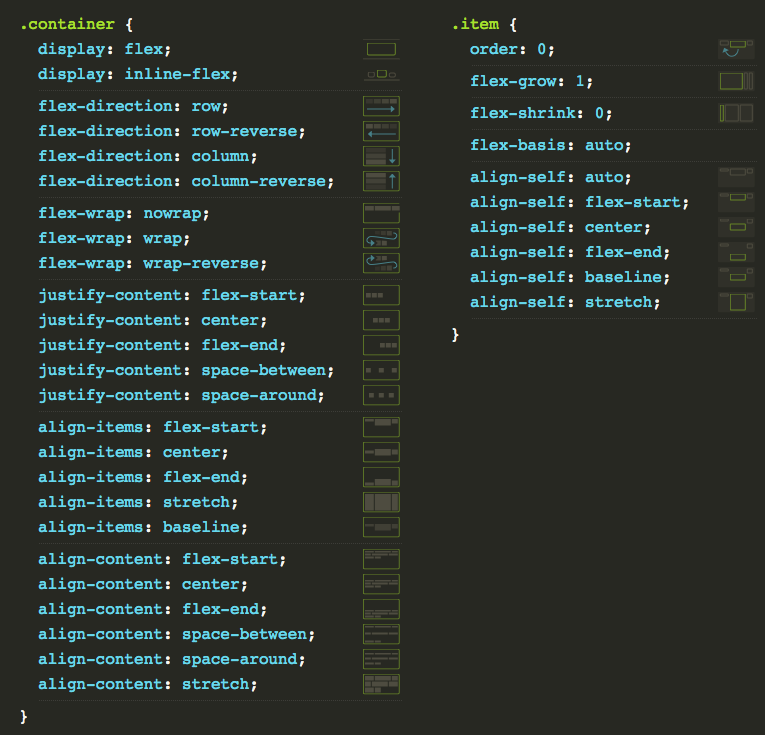 .container {
display: flex;
display: inline-flex;
flex-direction: row;
flex-direction: row-reverse;
flex-direction: column;
flex-direction: column-reverse;
flex-wrap: nowrap;
flex-wrap: wrap;
flex-wrap: wrap-reverse;
justify-content: flex-start;
justify-content: center;
justify-content: flex-end;
justify-content: space-between;
justify-content: space-around;
align-items: flex-start;
align-items: center;
align-items: flex-end;
align-items: stretch;
align-items: baseline;
align-content: flex-start;
align-content: center;
align-content: flex-end;
align-content: space-between;
align-content: space-around;
align-content: stretch;
}
.item {
order: 0;
flex-grow: 1;
flex-shrink: 0;
flex-basis: auto;
align-self: auto;
align-self: flex-start;
align-self: center;
align-self: flex-end;
align-self: baseline;
align-self: stretch;
}